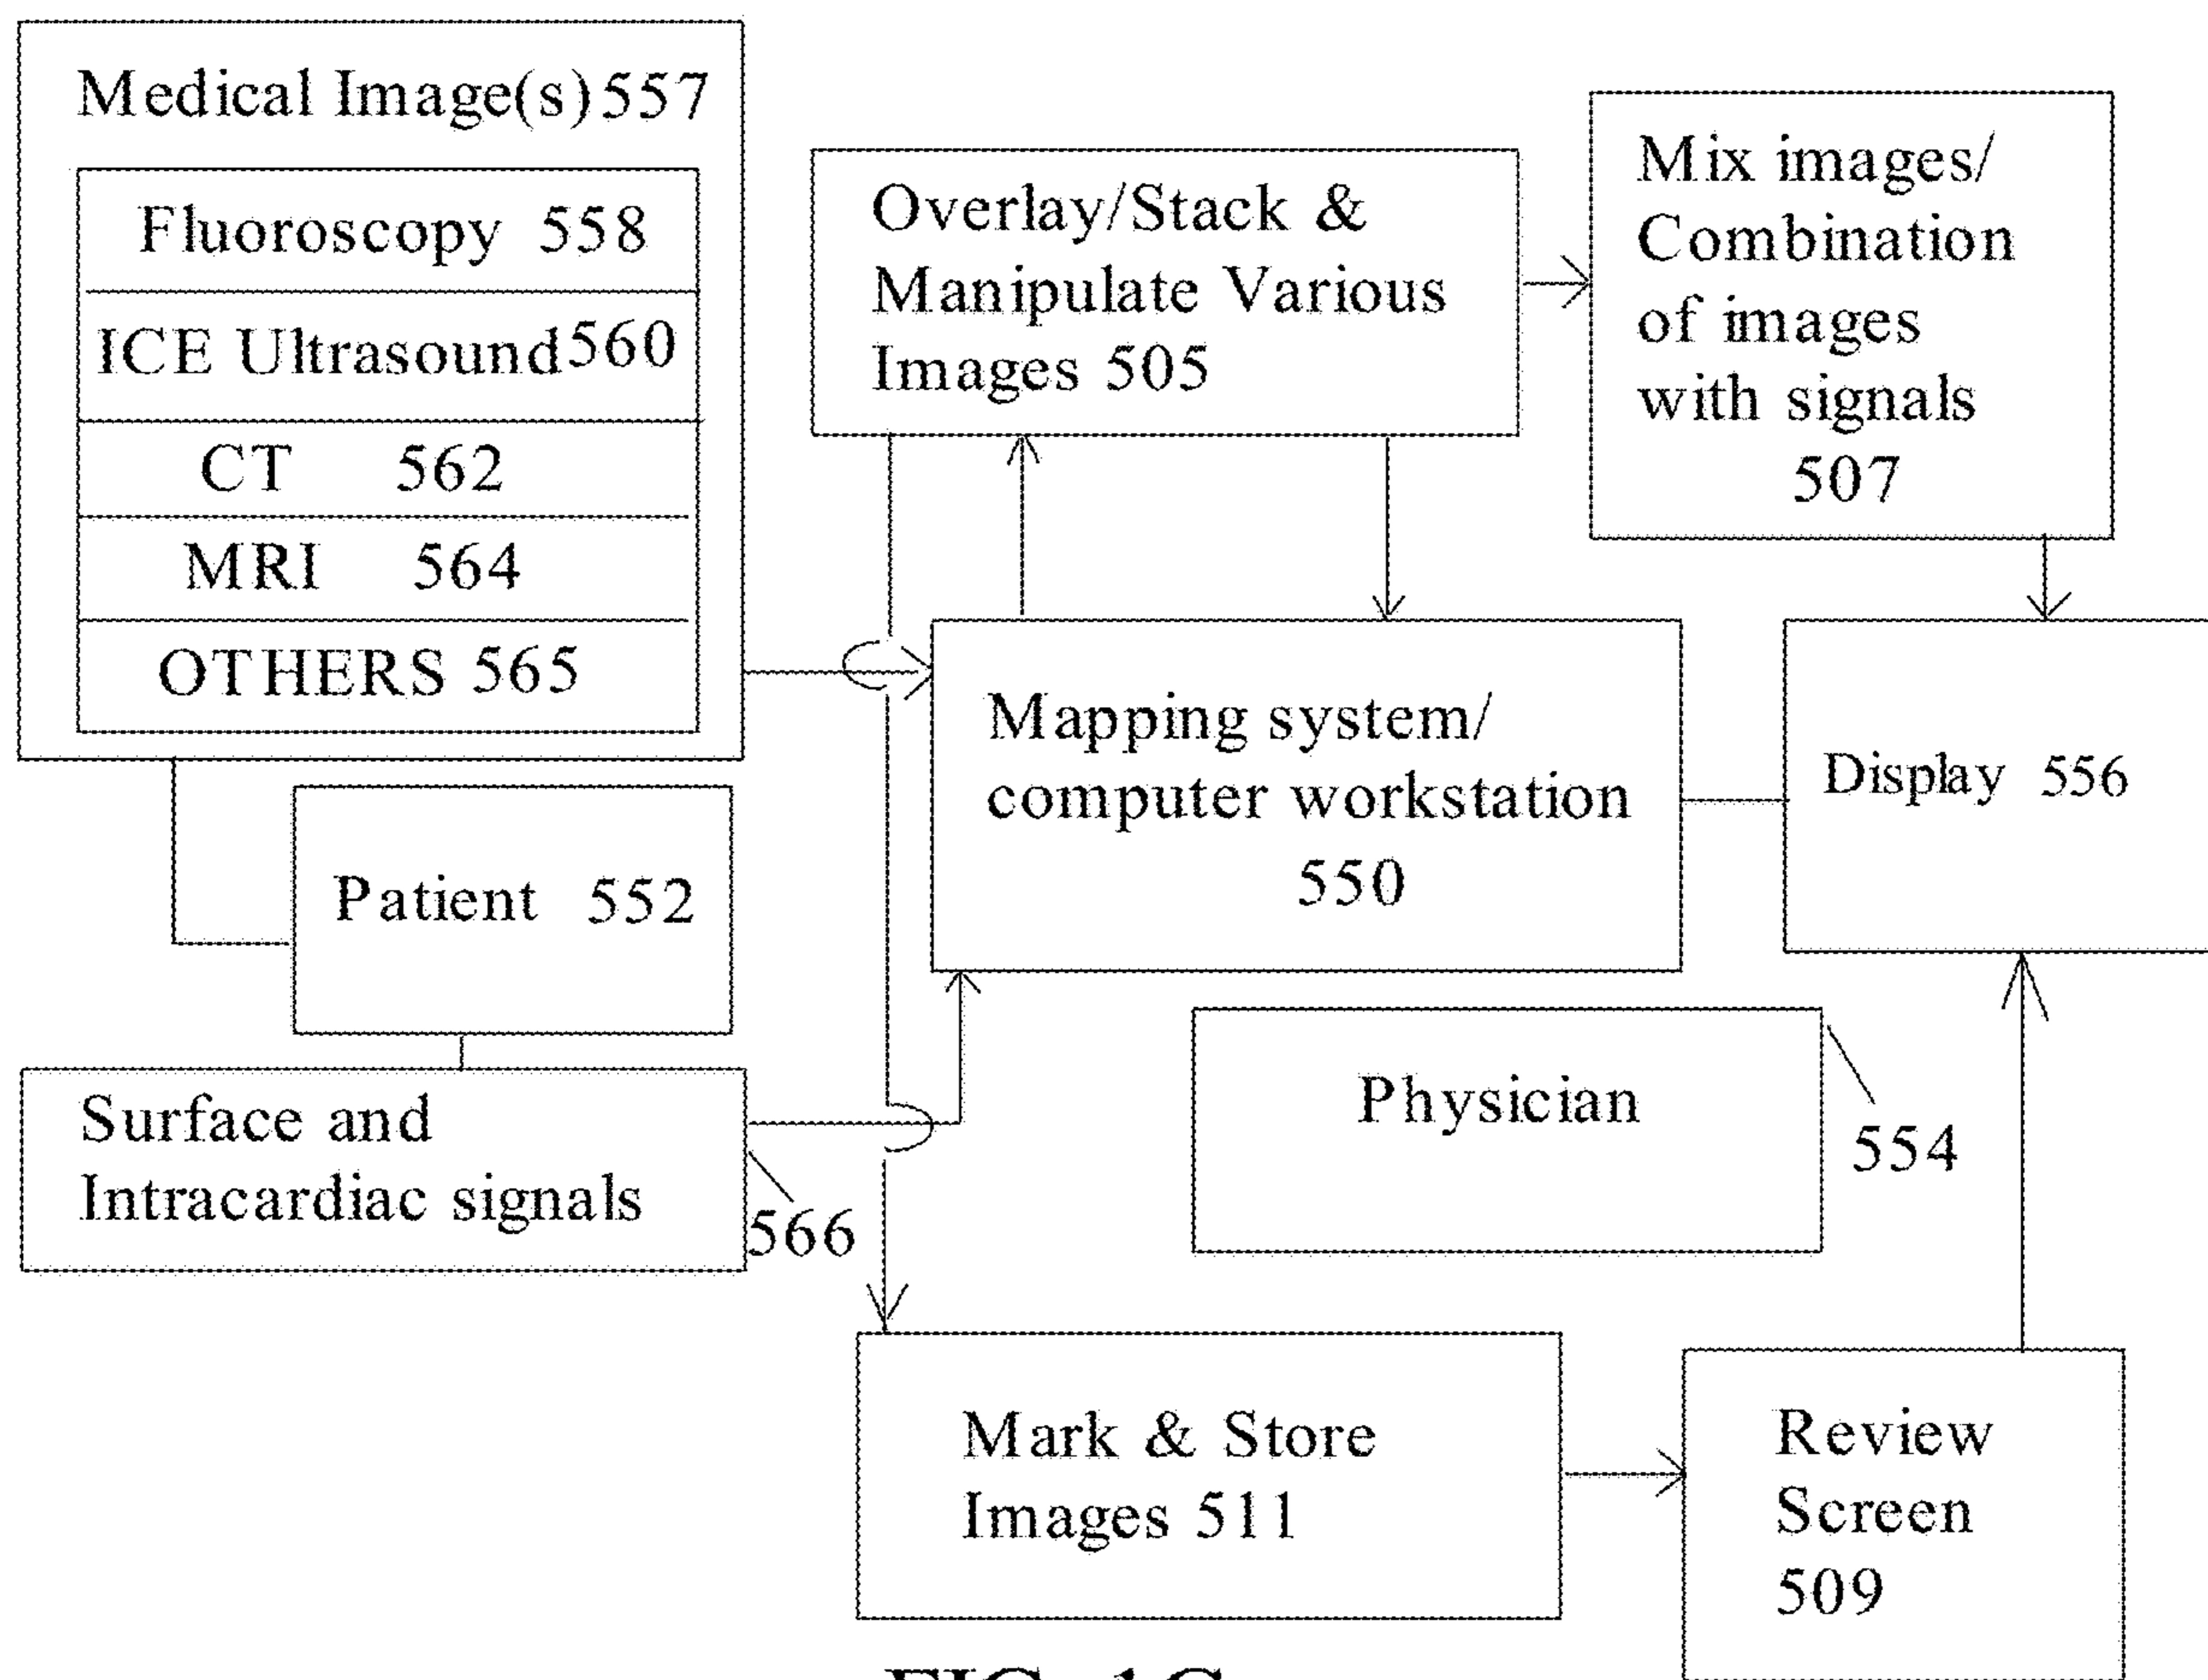 Medical Image(s) 557
Fluoroscopy 558
ICE Ultrasound 560
CT 562
MRI 564
OTHERS 565
Overlay/Stack &
Manipulate Various
Images 505
Mix images/
Combination
of images
with signals
507
Mapping system/
computer workstation
550
Display 556
Patient 552
Surface and
Intracardiac signals
566
Physician
554
Mark & Store
Images 511
Review
Screen
509